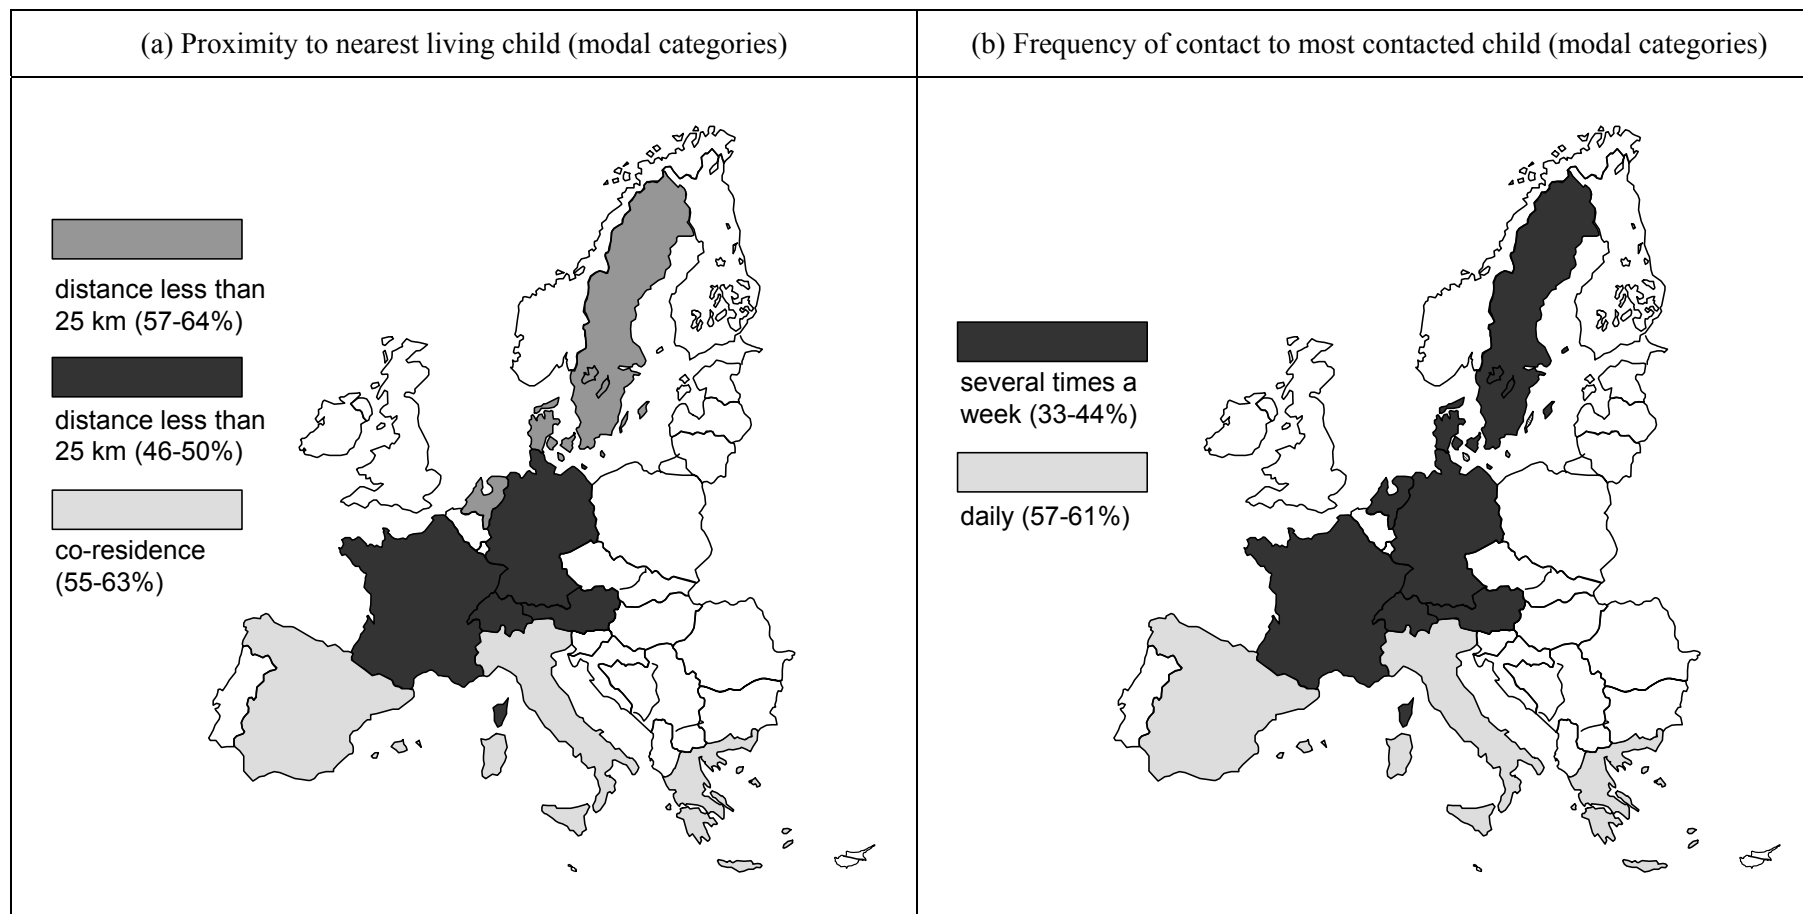 (a) Proximity to nearest living child (modal categories)
(b) Frequency of contact to most contacted child (modal categories)
distance less than
25 km (57-64%)
distance less than
25 km (46-50%)
co-residence
(55-63%)
several times a
week (33-44%)
daily (57-61%)